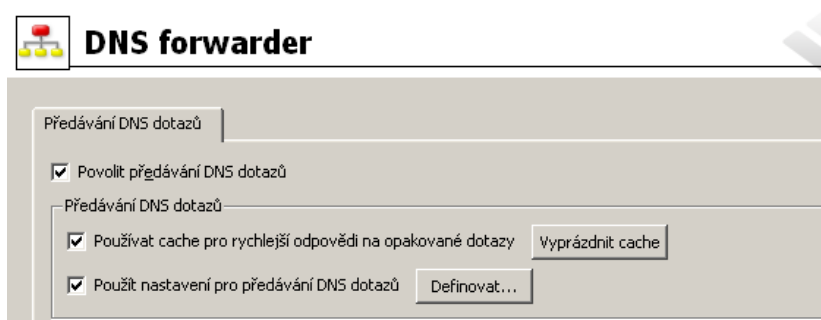 DNS forwarder
Předávání DNS dotazů
Povolit předávání DNS dotazů
Předávání DNS dotazů
Používat cache pro rychlejší odpovědi na opakované dotazy Vyprázdnit cache
Použít nastavení pro předávání DNS dotazů Definovat...